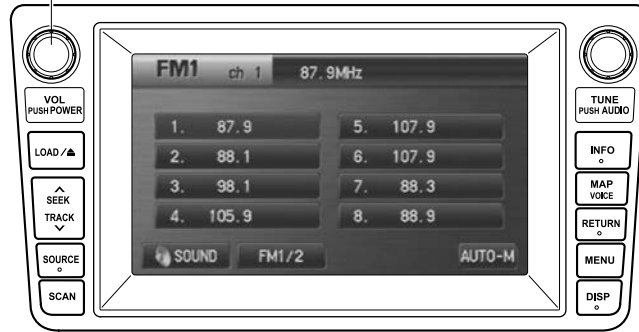 VOL
PUSH POWER
LOAD /
SEEK
TRACK
SOURCE
SCAN
FM1 ch 1 87.9MHz
1. 87.9
2. 88.1
3. 98.1
4. 105.9
5. 107.9
6. 107.9
7. 88.3
8. 88.9
SOUND FM1/2 AUTO-M
TUNE
PUSH AUDIO
INFO
MAP
VOICE
RETURN
MENU
DISP